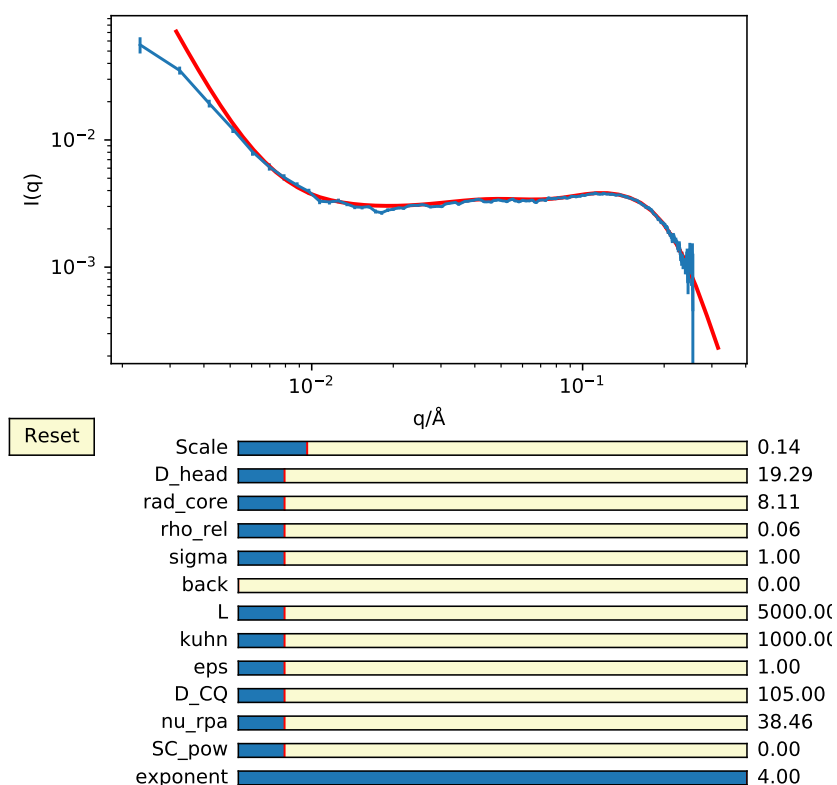 10⁻²
I(q)
10⁻³
10⁻²
10⁻¹
q/Å
Reset
Scale 0.14
D_head 19.29
rad_core 8.11
rho_rel 0.06
sigma 1.00
back 0.00
L 5000.00
kuhn 1000.00
eps 1.00
D_CQ 105.00
nu_rpa 38.46
SC_pow 0.00
exponent 4.00